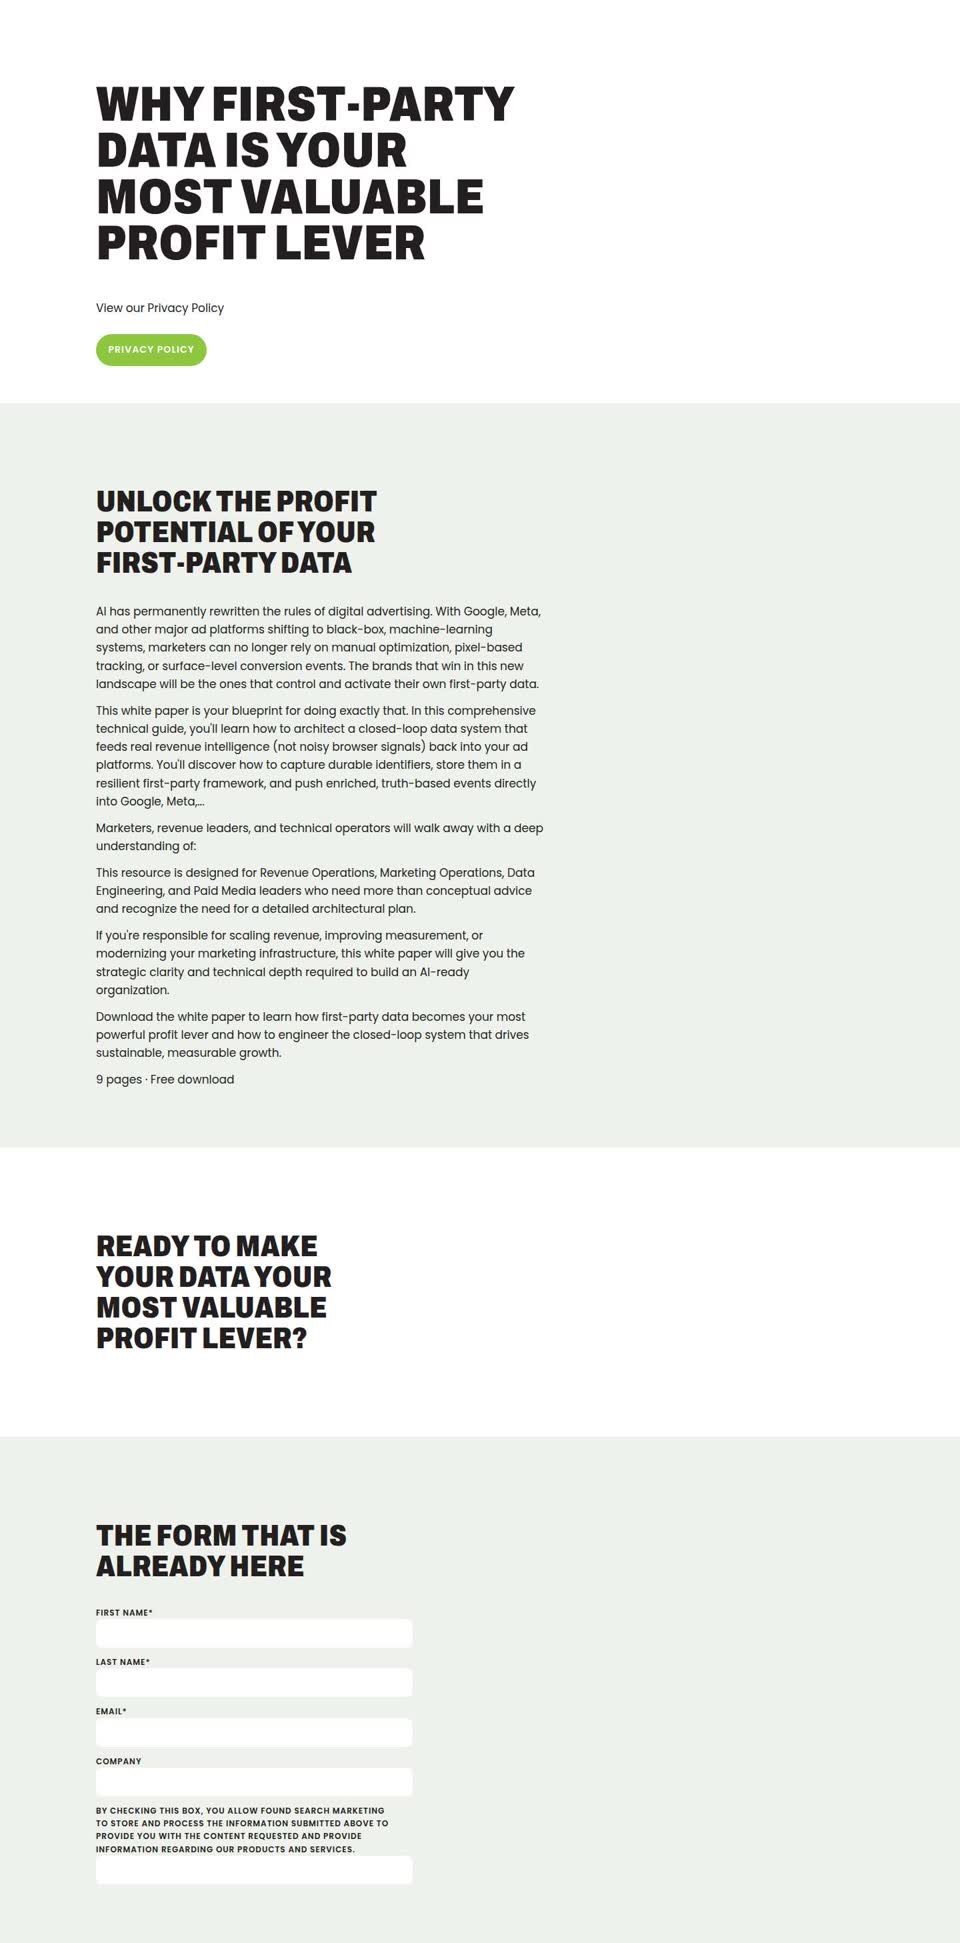 WHY FIRST-PARTY
DATA IS YOUR
MOST VALUABLE
PROFIT LEVER
View our Privacy Policy
PRIVACY POLICY
UNLOCK THE PROFIT
POTENTIAL OF YOUR
FIRST-PARTY DATA
AI has permanently rewritten the rules of digital advertising. With Google, Meta,
and other major ad platforms shifting to black-box, machine-learning
systems, marketers can no longer rely on manual optimization, pixel-based
tracking, or surface-level conversion events. The brands that win in this new
landscape will be the ones that control and activate their own first-party data.
This white paper is your blueprint for doing exactly that. In this comprehensive
technical guide, you'll learn how to architect a closed-loop data system that
feeds real revenue intelligence (not noisy browser signals) back into your ad
platforms. You'll discover how to capture durable identifiers, store them in a
resilient first-party framework, and push enriched, truth-based events directly
into Google, Meta,...
Marketers, revenue leaders, and technical operators will walk away with a deep
understanding of:
This resource is designed for Revenue Operations, Marketing Operations, Data
Engineering, and Paid Media leaders who need more than conceptual advice
and recognize the need for a detailed architectural plan.
If you're responsible for scaling revenue, improving measurement, or
modernizing your marketing infrastructure, this white paper will give you the
strategic clarity and technical depth required to build an AI-ready
organization.
Download the white paper to learn how first-party data becomes your most
powerful profit lever and how to engineer the closed-loop system that drives
sustainable, measurable growth.
9 pages · Free download
READY TO MAKE
YOUR DATA YOUR
MOST VALUABLE
PROFIT LEVER?
THE FORM THAT IS
ALREADY HERE
FIRST NAME*
LAST NAME*
EMAIL*
COMPANY
BY CHECKING THIS BOX, YOU ALLOW FOUND SEARCH MARKETING
TO STORE AND PROCESS THE INFORMATION SUBMITTED ABOVE TO
PROVIDE YOU WITH THE CONTENT REQUESTED AND PROVIDE
INFORMATION REGARDING OUR PRODUCTS AND SERVICES.